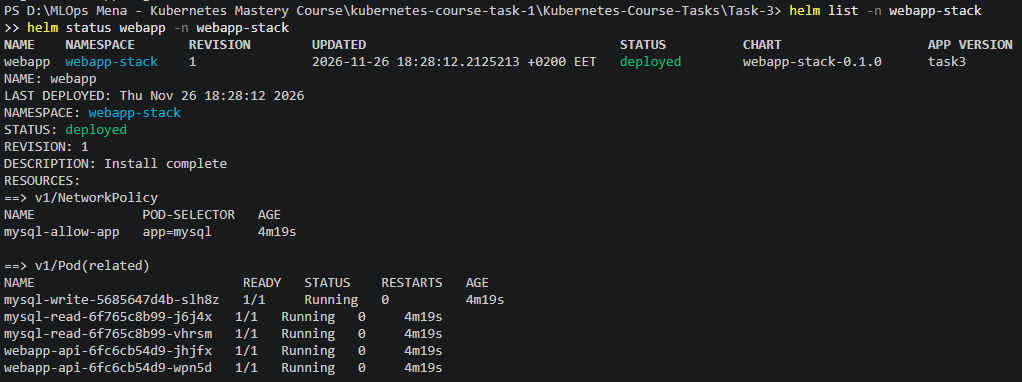 PS D:\MLOps Mena - Kubernetes Mastery Course\kubernetes-course-task-1\Kubernetes-Course-Tasks\Task-3> helm list -n webapp-stack
>> helm status webapp -n webapp-stack
NAME NAMESPACE REVISION UPDATED STATUS CHART APP VERSION
webapp webapp-stack 1 2026-11-26 18:28:12.2125213 +0200 EET deployed webapp-stack-0.1.0 task3
NAME: webapp
LAST DEPLOYED: Thu Nov 26 18:28:12 2026
NAMESPACE: webapp-stack
STATUS: deployed
REVISION: 1
DESCRIPTION: Install complete
RESOURCES:
==> v1/NetworkPolicy
NAME POD-SELECTOR AGE
mysql-allow-app app=mysql 4m19s
==> v1/Pod(related)
NAME READY STATUS RESTARTS AGE
mysql-write-5685647d4b-slh8z 1/1 Running 0 4m19s
mysql-read-6f765c8b99-j6j4x 1/1 Running 0 4m19s
mysql-read-6f765c8b99-vhrsm 1/1 Running 0 4m19s
webapp-api-6fc6cb54d9-jhjfx 1/1 Running 0 4m19s
webapp-api-6fc6cb54d9-wpn5d 1/1 Running 0 4m19s